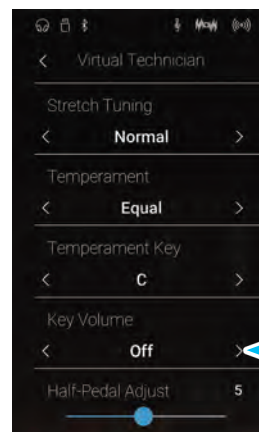 < Virtual Technician
Stretch Tuning
< Normal >
Temperament
< Equal >
Temperament Key
< C >
Key Volume
< Off >
Half-Pedal Adjust 5